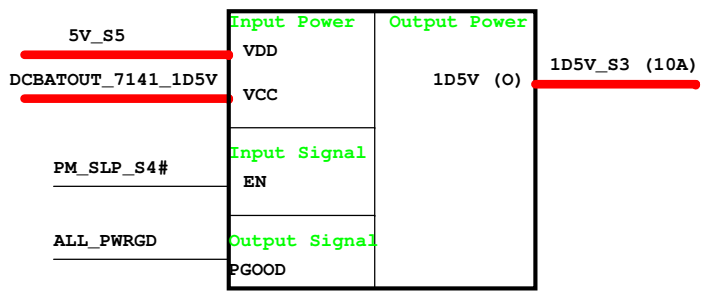 Input Power
Output Power
5V_S5
VDD
DCBATOUT_7141_1D5V
VCC
1D5V (O)
1D5V_S3 (10A)
Input Signal
PM_SLP_S4#
EN
ALL_PWRGD
Output Signal
PGOOD